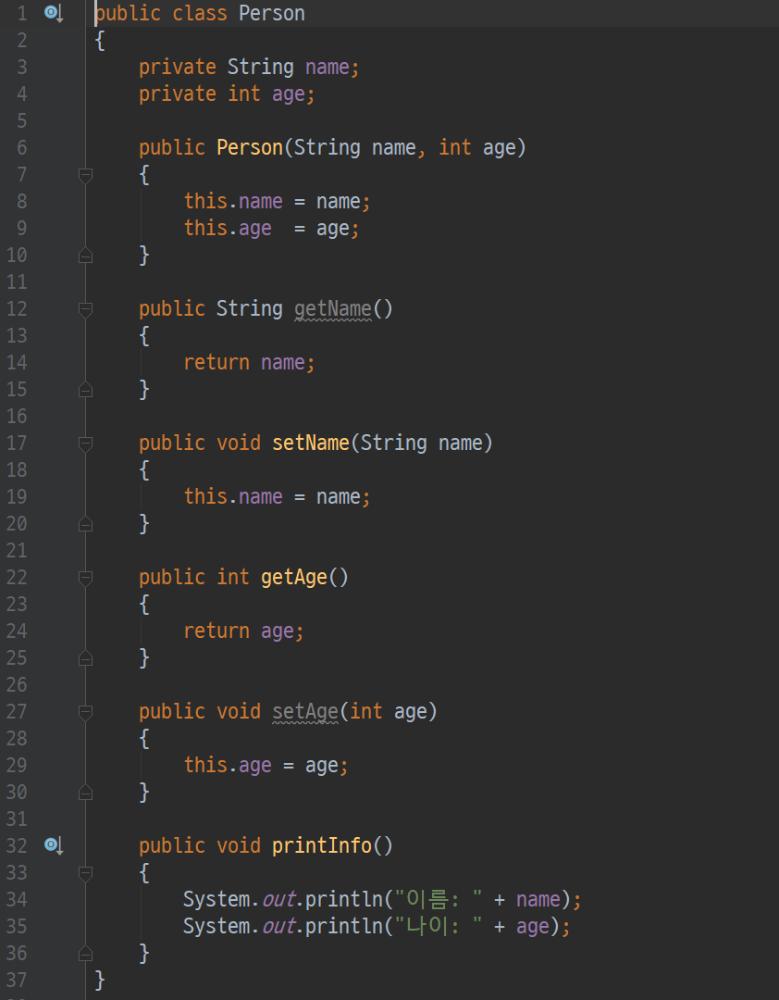 1 public class Person
2 {
3     private String name;
4     private int age;
5
6     public Person(String name, int age)
7     {
8         this.name = name;
9         this.age  = age;
10     }
11
12     public String getName()
13     {
14         return name;
15     }
16
17     public void setName(String name)
18     {
19         this.name = name;
20     }
21
22     public int getAge()
23     {
24         return age;
25     }
26
27     public void setAge(int age)
28     {
29         this.age = age;
30     }
31
32     public void printInfo()
33     {
34         System.out.println("이름: " + name);
35         System.out.println("나이: " + age);
36     }
37 }